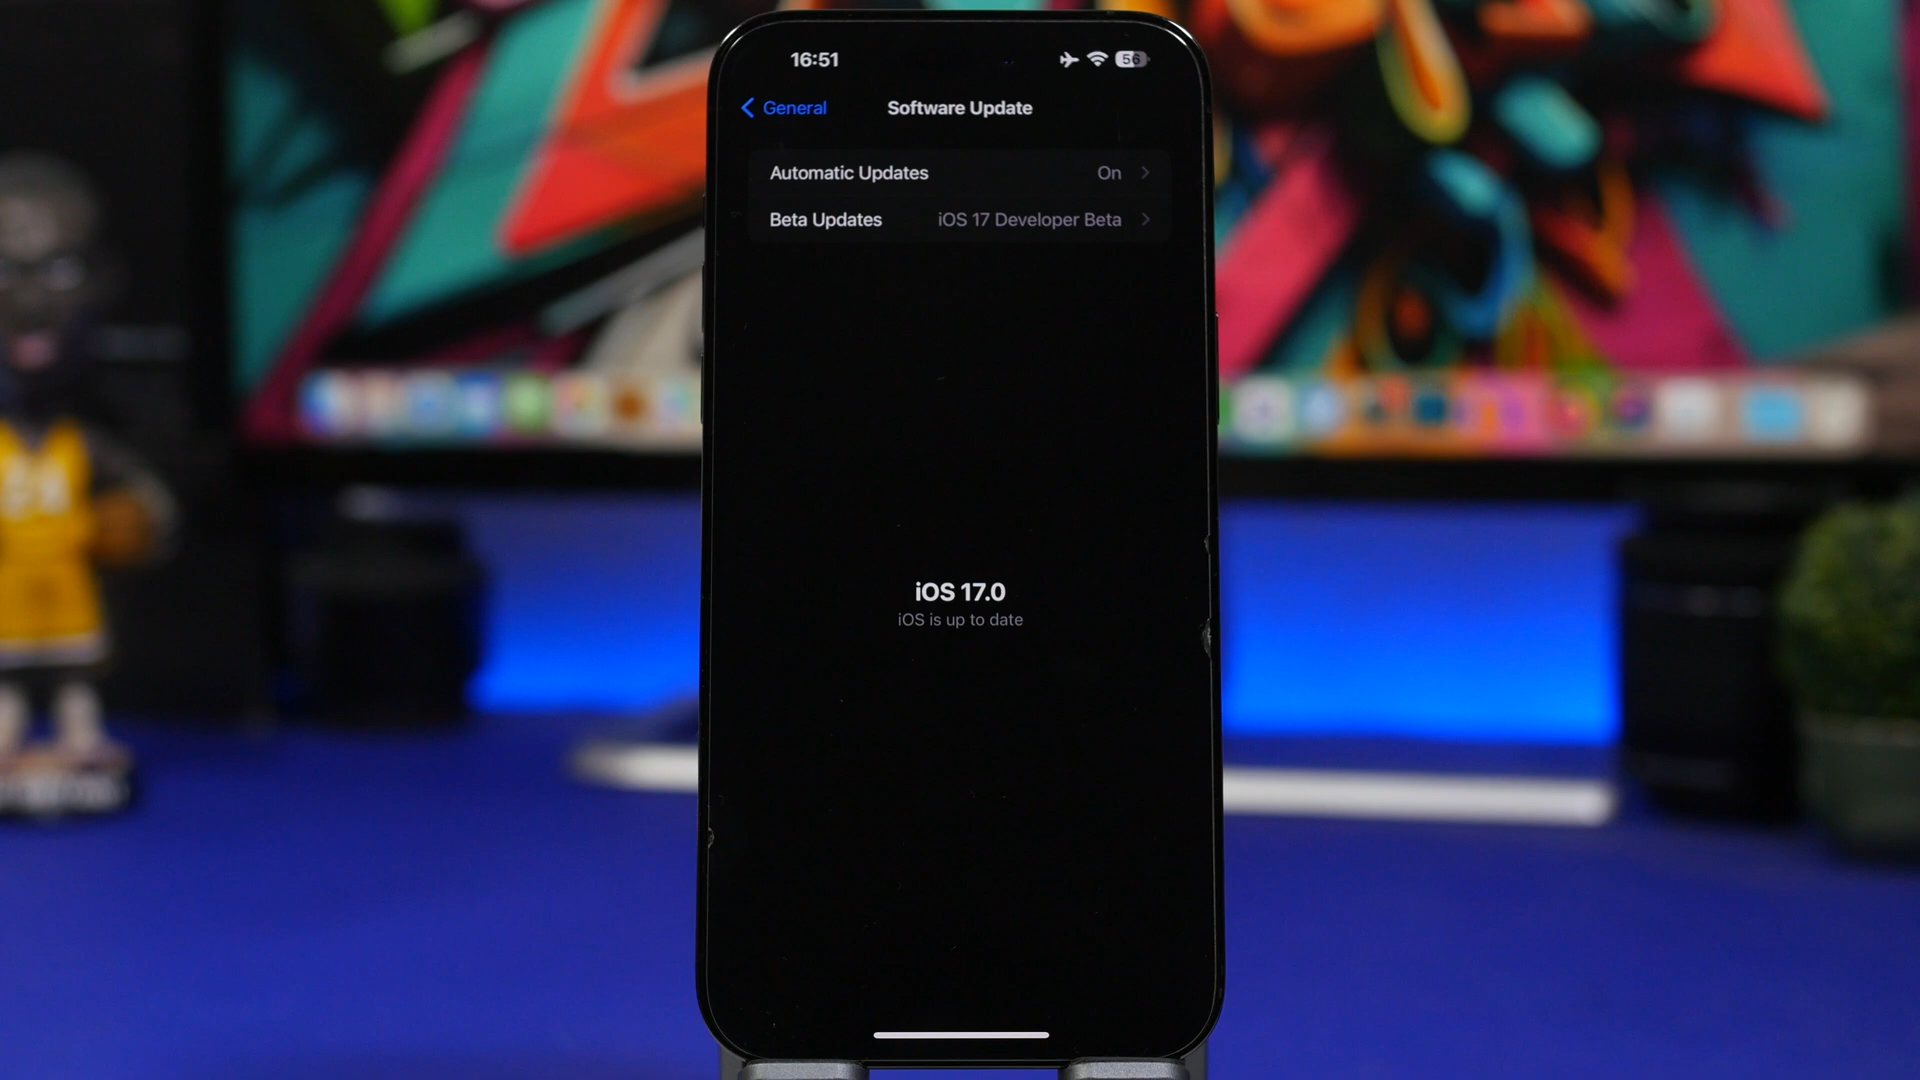 16:51
56
General
Software Update
Automatic Updates On
Beta Updates iOS 17 Developer Beta
iOS 17.0
iOS is up to date